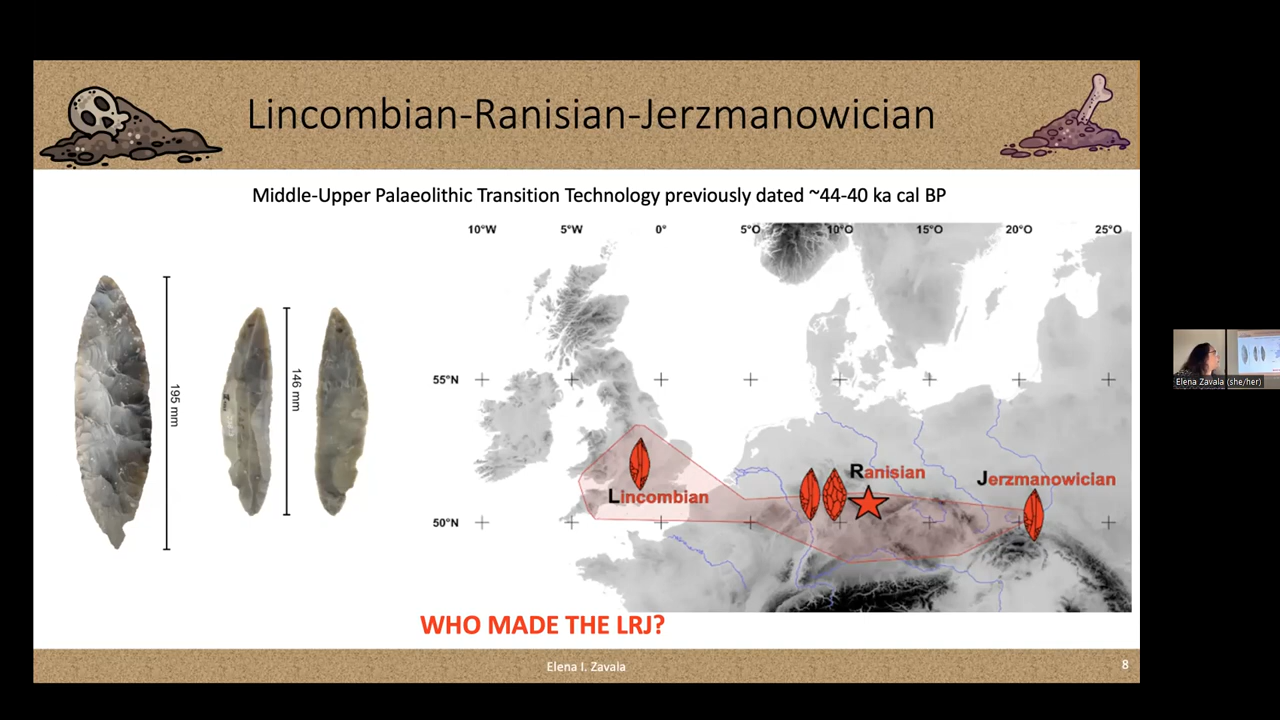 Lincombian-Ranisian-Jerzmanowician
Middle-Upper Palaeolithic Transition Technology previously dated ~44-40 ka cal BP
10°W 5°W 0° 5°O 10°O 15°O 20°O 25°O
195 mm
146 mm
55°N
Lincombian
Ranisian
Jerzmanowician
50°N
WHO MADE THE LRJ?
Elena I. Zavala
8
Elena Zavala (she/her)